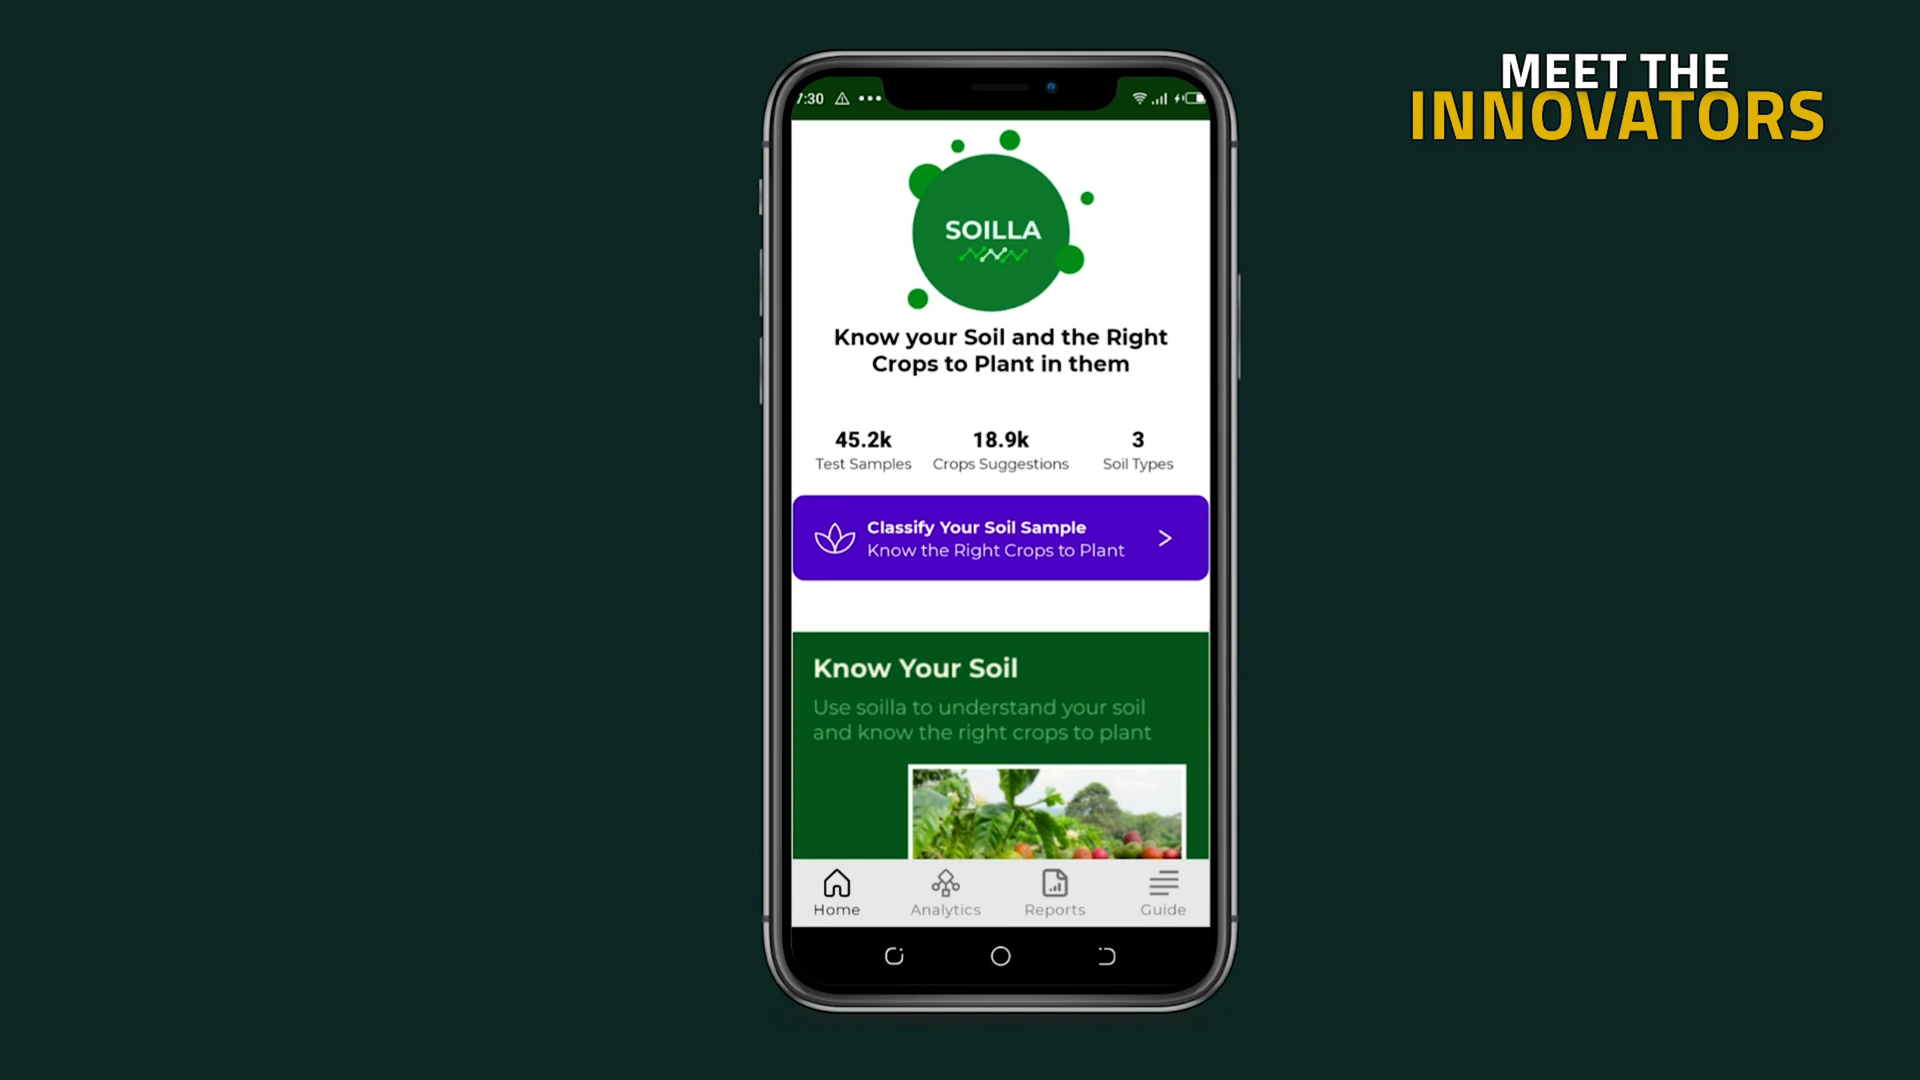 MEET THE
INNOVATORS
7:30
SOILLA
Know your Soil and the Right
Crops to Plant in them
45.2k
Test Samples
18.9k
Crops Suggestions
3
Soil Types
Classify Your Soil Sample
Know the Right Crops to Plant
Know Your Soil
Use soilla to understand your soil
and know the right crops to plant
Home
Analytics
Reports
Guide